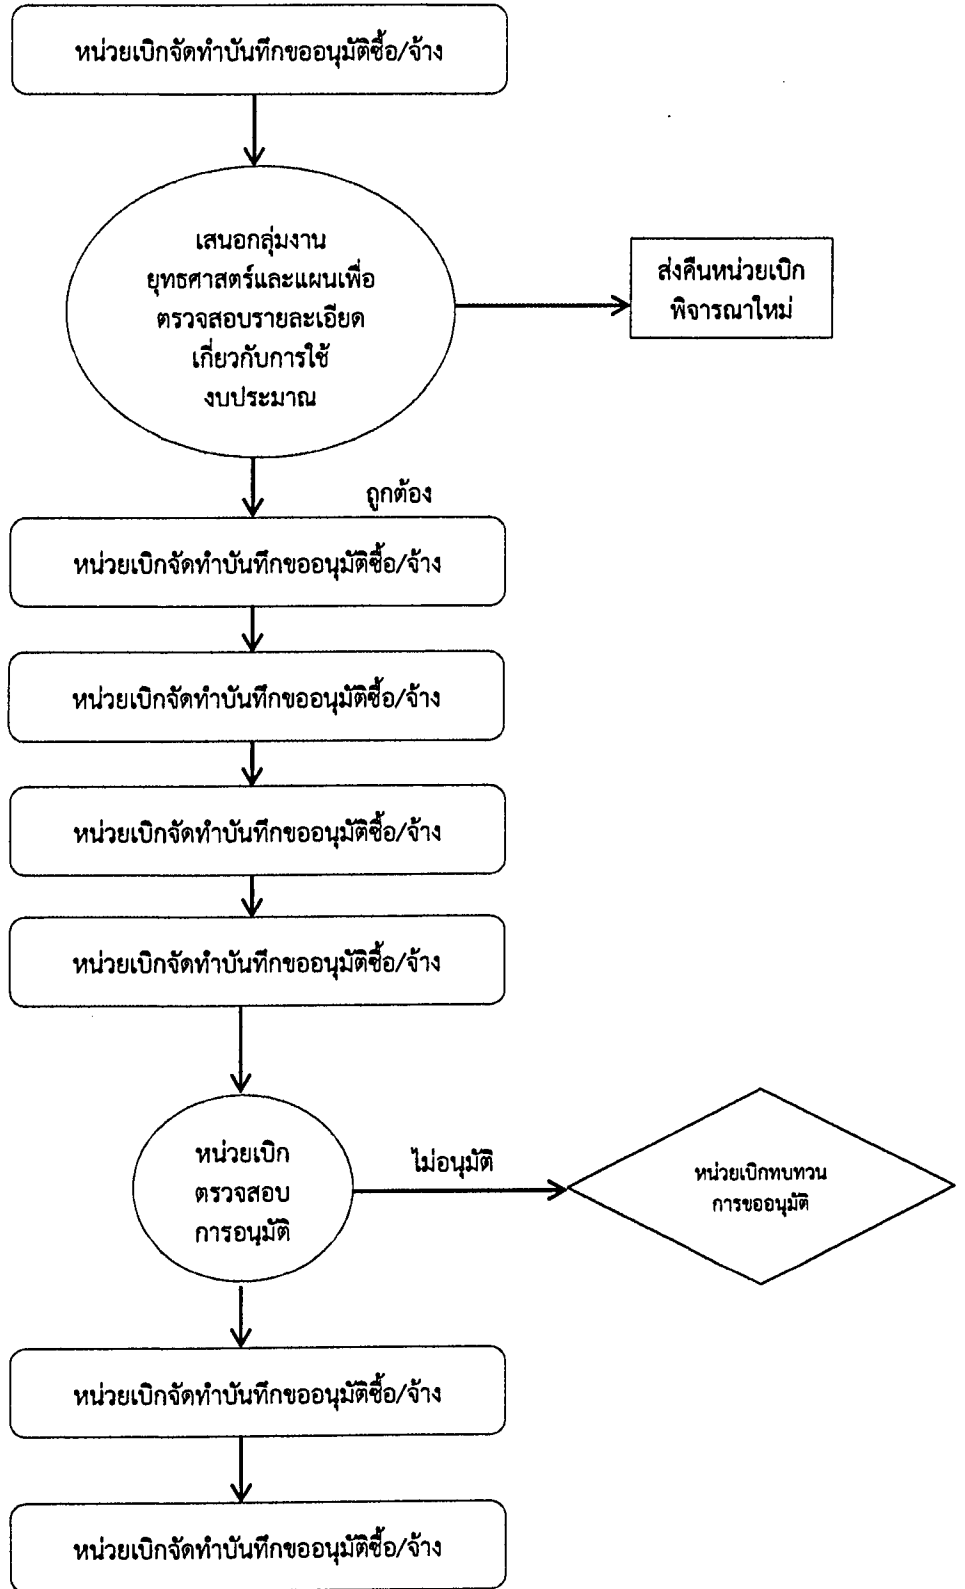 หน่วยเบิกจัดทำบันทึกขออนุมัติซื้อ/จ้าง
เสนอกลุ่มงาน
ยุทธศาสตร์และแผนเพื่อ
ตรวจสอบรายละเอียด
เกี่ยวกับการใช้
งบประมาณ
ส่งคืนหน่วยเบิก
พิจารณาใหม่
ถูกต้อง
หน่วยเบิกจัดทำบันทึกขออนุมัติซื้อ/จ้าง
หน่วยเบิกจัดทำบันทึกขออนุมัติซื้อ/จ้าง
หน่วยเบิกจัดทำบันทึกขออนุมัติซื้อ/จ้าง
หน่วยเบิกจัดทำบันทึกขออนุมัติซื้อ/จ้าง
หน่วยเบิก
ตรวจสอบ
การอนุมัติ
ไม่อนุมัติ
หน่วยเบิกทบทวน
การขออนุมัติ
หน่วยเบิกจัดทำบันทึกขออนุมัติซื้อ/จ้าง
หน่วยเบิกจัดทำบันทึกขออนุมัติซื้อ/จ้าง